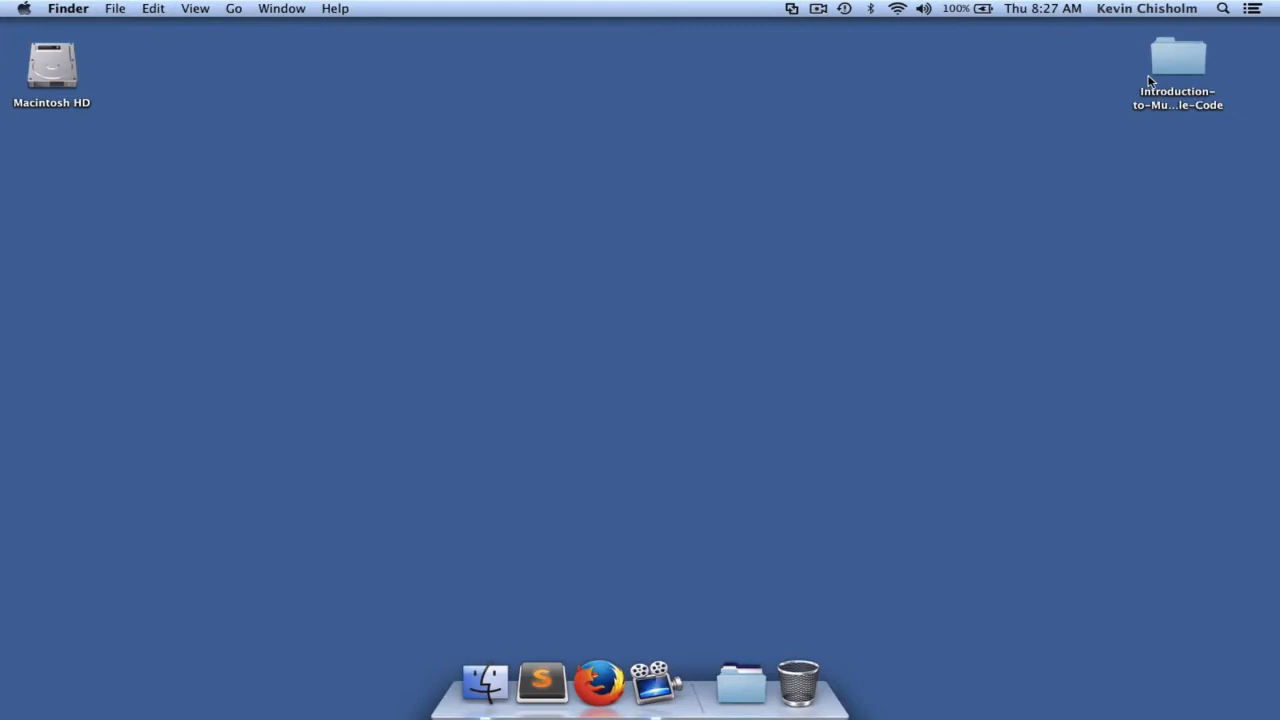 Finder File Edit View Go Window Help 100% Thu 8:27 AM Kevin Chisholm
Macintosh HD
Introduction-
to-Mu...le-Code
S